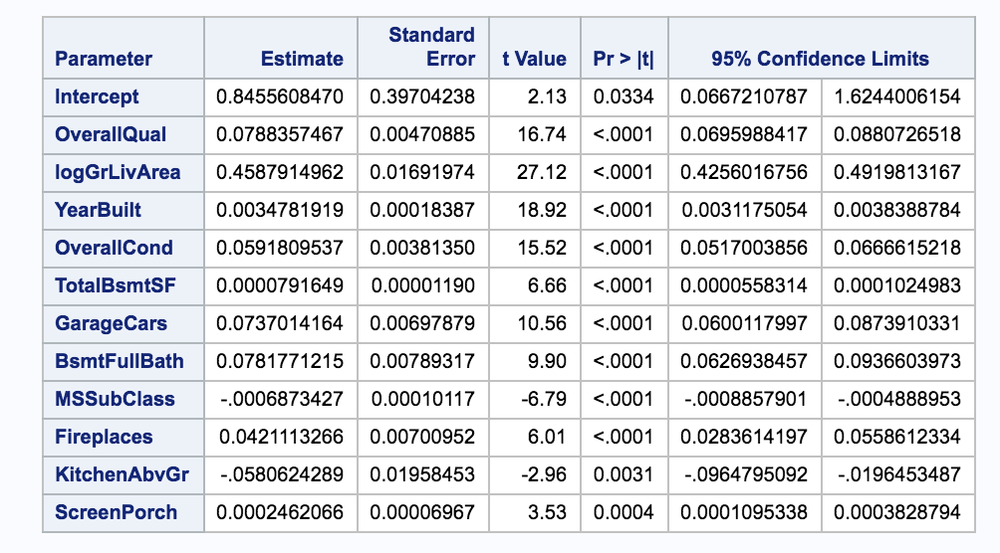 Parameter Estimate Standard Error t Value Pr > |t| 95% Confidence Limits
Intercept 0.8455608470 0.39704238 2.13 0.0334 0.0667210787 1.6244006154
OverallQual 0.0788357467 0.00470885 16.74 <.0001 0.0695988417 0.0880726518
logGrLivArea 0.4587914962 0.01691974 27.12 <.0001 0.4256016756 0.4919813167
YearBuilt 0.0034781919 0.00018387 18.92 <.0001 0.0031175054 0.0038388784
OverallCond 0.0591809537 0.00381350 15.52 <.0001 0.0517003856 0.0666615218
TotalBsmtSF 0.0000791649 0.00001190 6.66 <.0001 0.0000558314 0.0001024983
GarageCars 0.0737014164 0.00697879 10.56 <.0001 0.0600117997 0.0873910331
BsmtFullBath 0.0781771215 0.00789317 9.90 <.0001 0.0626938457 0.0936603973
MSSubClass -.0006873427 0.00010117 -6.79 <.0001 -.0008857901 -.0004888953
Fireplaces 0.0421113266 0.00700952 6.01 <.0001 0.0283614197 0.0558612334
KitchenAbvGr -.0580624289 0.01958453 -2.96 0.0031 -.0964795092 -.0196453487
ScreenPorch 0.0002462066 0.00006967 3.53 0.0004 0.0001095338 0.0003828794